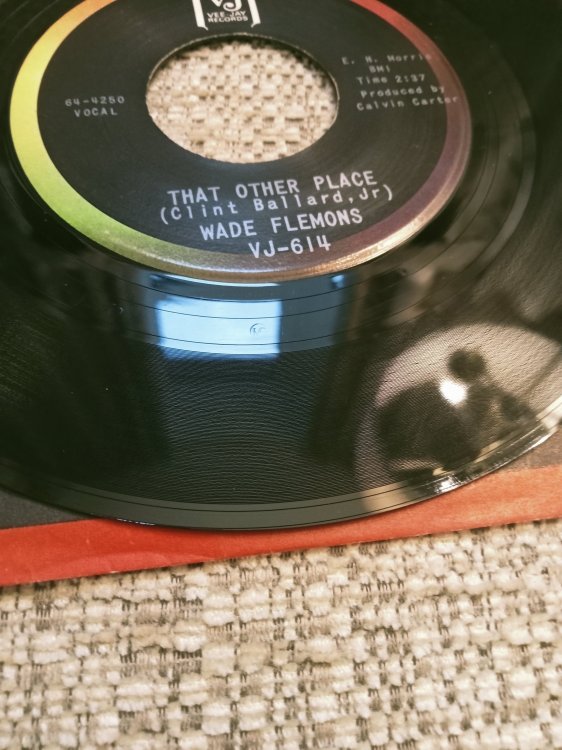 VJ
VEE JAY
RECORDS
E. H. Morris
BMI
Time 2:37
Produced by
Calvin Carter
64-4250
VOCAL
THAT OTHER PLACE
(Clint Ballard,Jr)
WADE FLEMONS
VJ-614